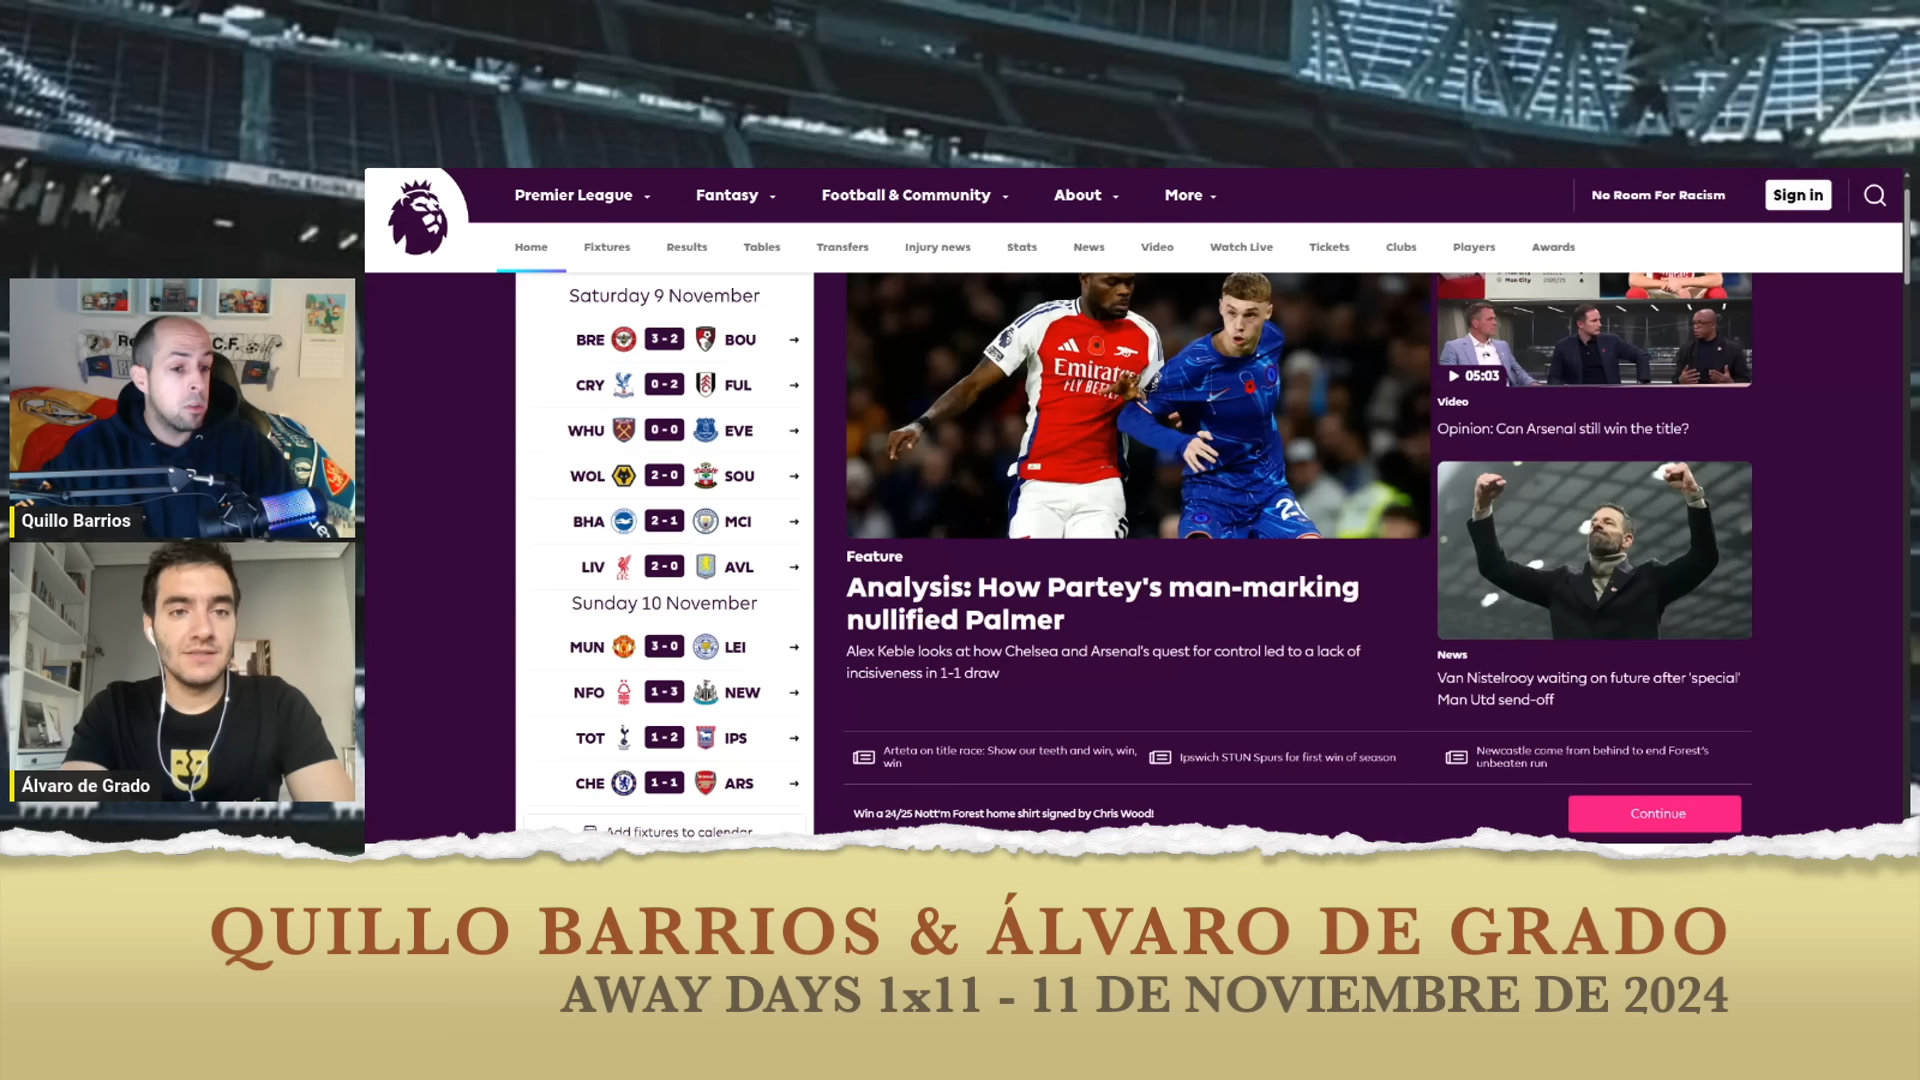 Premier League
Fantasy
Football & Community
About
More
No Room For Racism
Sign in
Home
Fixtures
Results
Tables
Transfers
Injury news
Stats
News
Video
Watch Live
Tickets
Clubs
Players
Awards
Saturday 9 November
BRE 3 - 2 BOU
CRY 0 - 2 FUL
WHU 0 - 0 EVE
WOL 2 - 0 SOU
BHA 2 - 1 MCI
LIV 2 - 0 AVL
Sunday 10 November
MUN 3 - 0 LEI
NFO 1 - 3 NEW
TOT 1 - 2 IPS
CHE 1 - 1 ARS
Add fixtures to calendar
Emirates
FLY BETTER
Feature
Analysis: How Partey's man-marking
nullified Palmer
Alex Keble looks at how Chelsea and Arsenal's quest for control led to a lack of
incisiveness in 1-1 draw
Man City
05:03
Video
Opinion: Can Arsenal still win the title?
News
Van Nistelrooy waiting on future after 'special'
Man Utd send-off
Arteta on title race: Show our teeth and win, win,
win
Ipswich STUN Spurs for first win of season
Newcastle come from behind to end Forest's
unbeaten run
Win a 24/25 Nott'm Forest home shirt signed by Chris Wood!
Continue
C.F.
Quillo Barrios
Álvaro de Grado
QUILLO BARRIOS & ÁLVARO DE GRADO
AWAY DAYS 1x11 - 11 DE NOVIEMBRE DE 2024